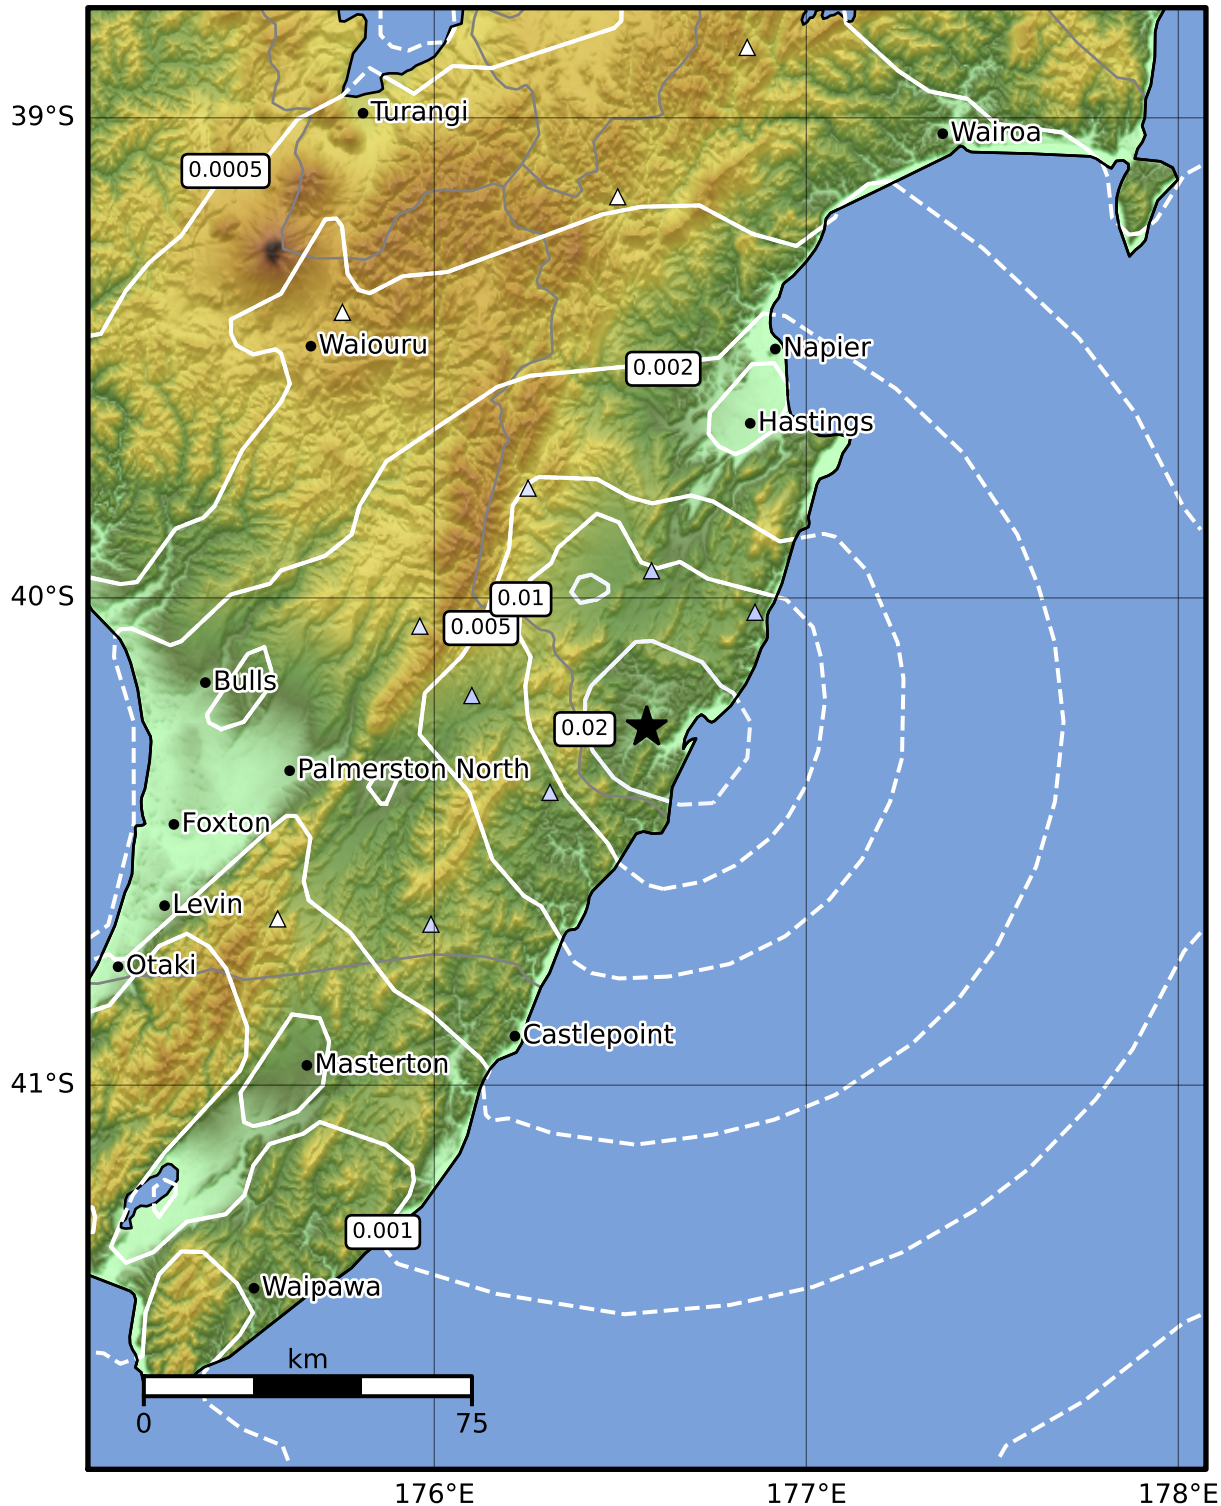 Turangi
39°S
Wairoa
0.0005
Waiouru
Napier
0.002
Hastings
40°S
0.01
0.005
Bulls
0.02
Palmerston North
Foxton
Levin
Otaki
Castlepoint
Masterton
41°S
0.001
Waipawa
km
0
75
176°E
177°E
178°E